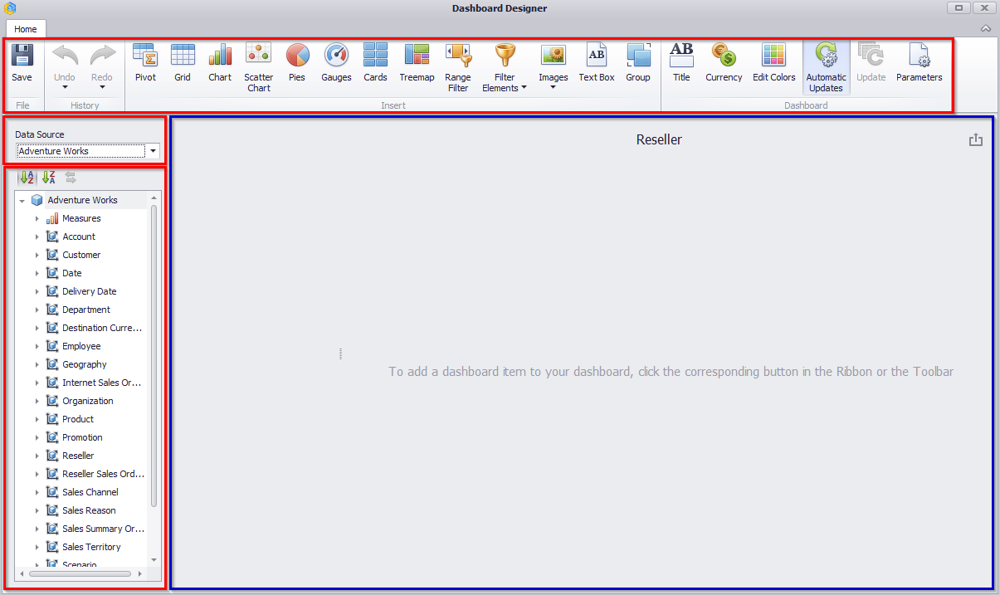 Dashboard Designer
Home
Save
Undo
Redo
Pivot
Grid
Chart
Scatter
Chart
Pies
Gauges
Cards
Treemap
Range
Filter
Filter
Elements
Images
Text Box
Group
Title
Currency
Edit Colors
Automatic
Updates
Update
Parameters
File
History
Insert
Dashboard
Data Source
Adventure Works
Reseller
Adventure Works
Measures
Account
Customer
Date
Delivery Date
Department
Destination Curre...
Employee
Geography
Internet Sales Or...
Organization
Product
Promotion
Reseller
Reseller Sales Ord...
Sales Channel
Sales Reason
Sales Summary Or...
Sales Territory
Scenario
To add a dashboard item to your dashboard, click the corresponding button in the Ribbon or the Toolbar